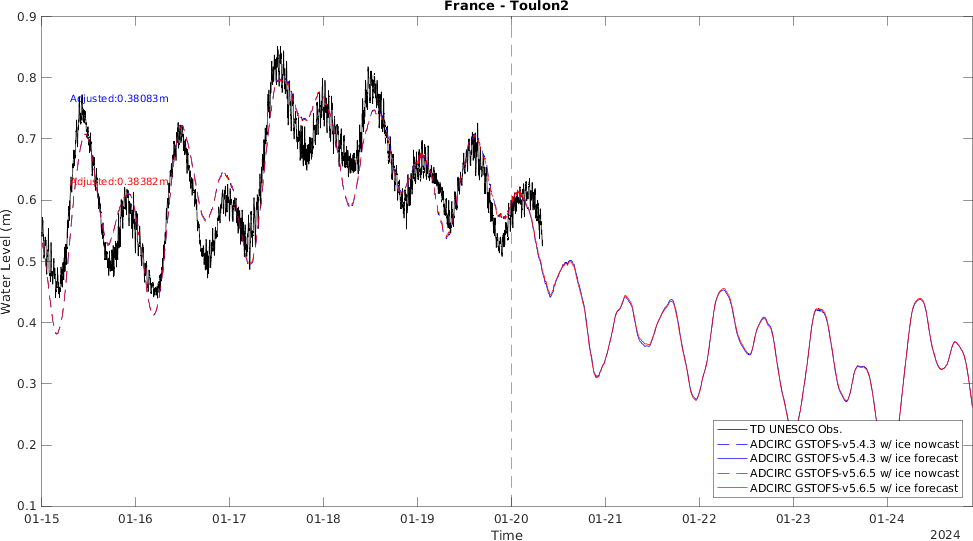 France - Toulon2
0.9
0.8
0.7
0.6
0.5
0.4
0.3
0.2
0.1
Water Level (m)
Adjusted:0.38083m
Adjusted:0.38382m
TD UNESCO Obs.
ADCIRC GSTOFS-v5.4.3 w/ ice nowcast
ADCIRC GSTOFS-v5.4.3 w/ ice forecast
ADCIRC GSTOFS-v5.6.5 w/ ice nowcast
ADCIRC GSTOFS-v5.6.5 w/ ice forecast
01-15 01-16 01-17 01-18 01-19 01-20 01-21 01-22 01-23 01-24
Time
2024